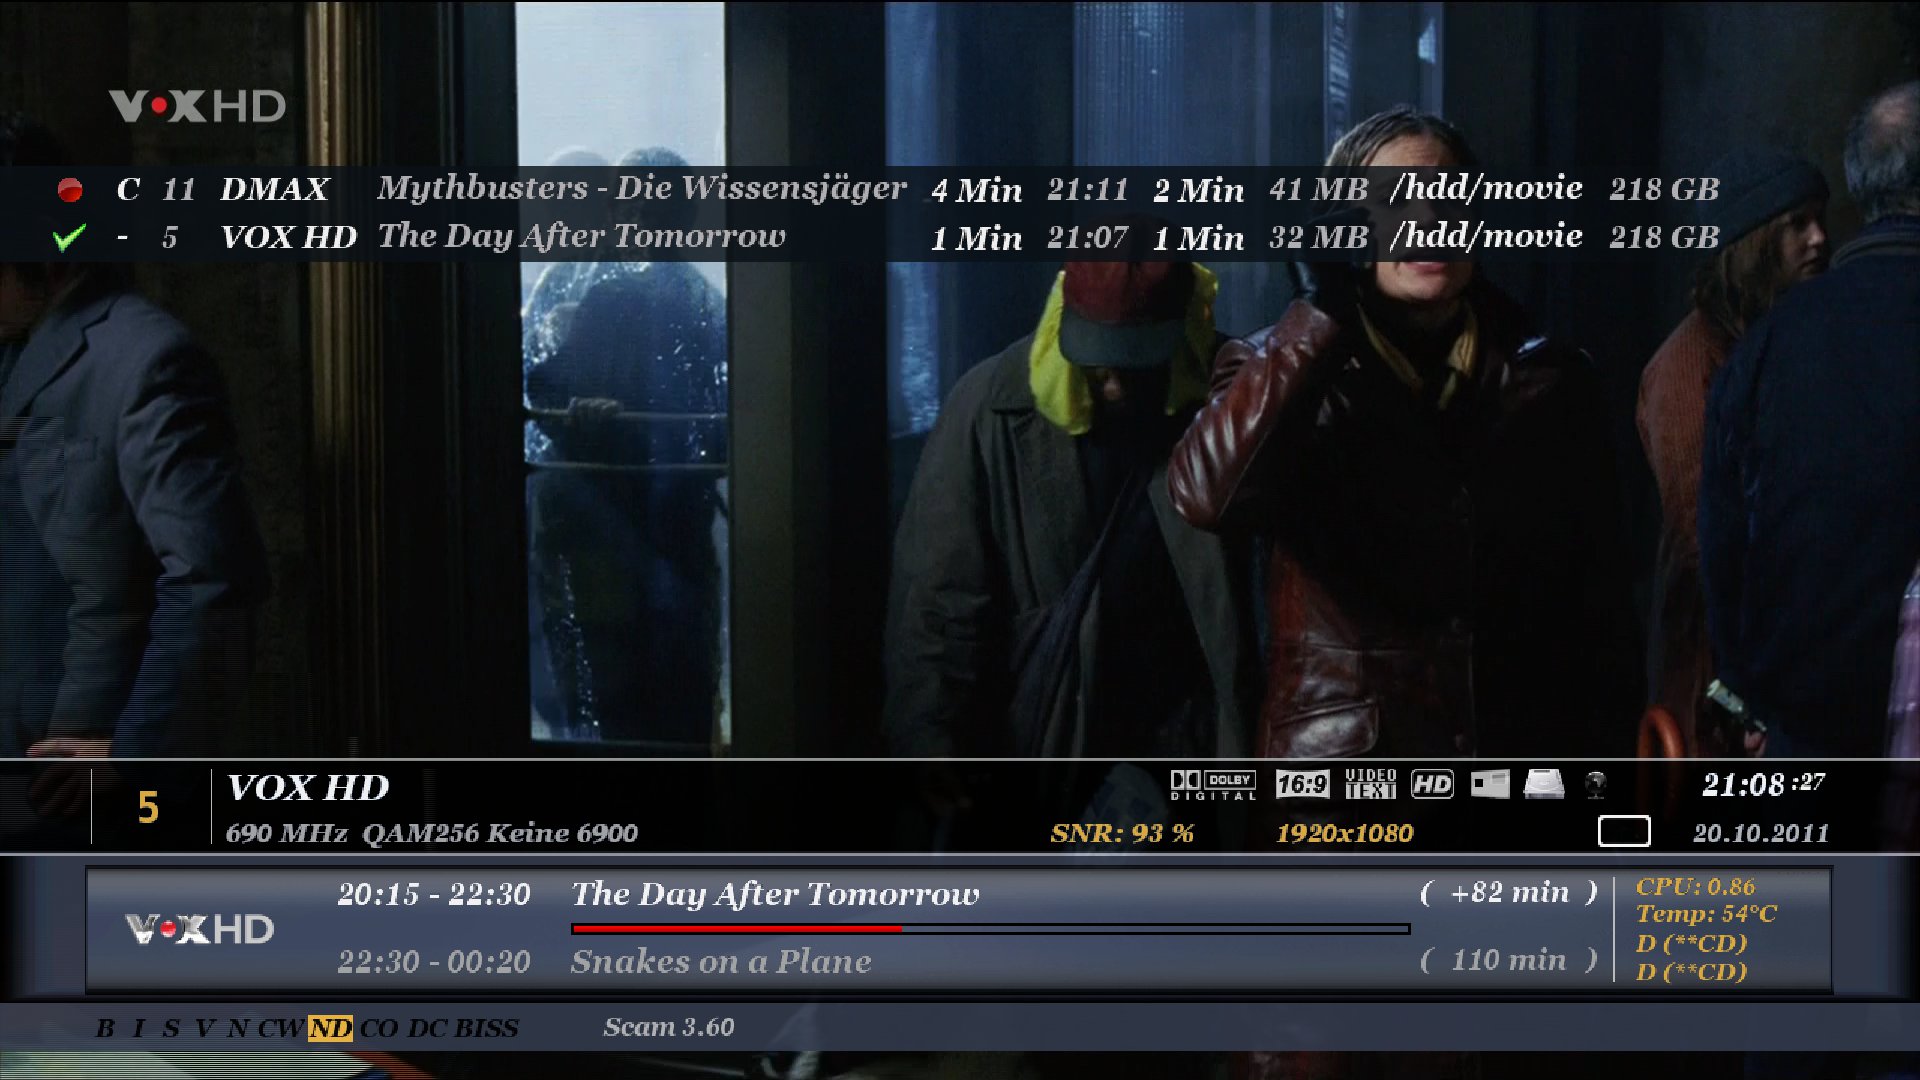 VOX HD
C 11 DMAX Mythbusters - Die Wissensjäger 4 Min 21:11 2 Min 41 MB /hdd/movie 218 GB
- 5 VOX HD The Day After Tomorrow 1 Min 21:07 1 Min 32 MB /hdd/movie 218 GB
5 VOX HD DOLBY DIGITAL 16:9 VIDEO TEXT HD 21:08:27
690 MHz QAM256 Keine 6900 SNR: 93 % 1920x1080 20.10.2011
20:15 - 22:30 The Day After Tomorrow ( +82 min ) CPU: 0.86
Temp: 54°C
VOX HD D (**CD)
22:30 - 00:20 Snakes on a Plane ( 110 min ) D (**CD)
B I S V N CW ND CO DC BISS Scam 3.60